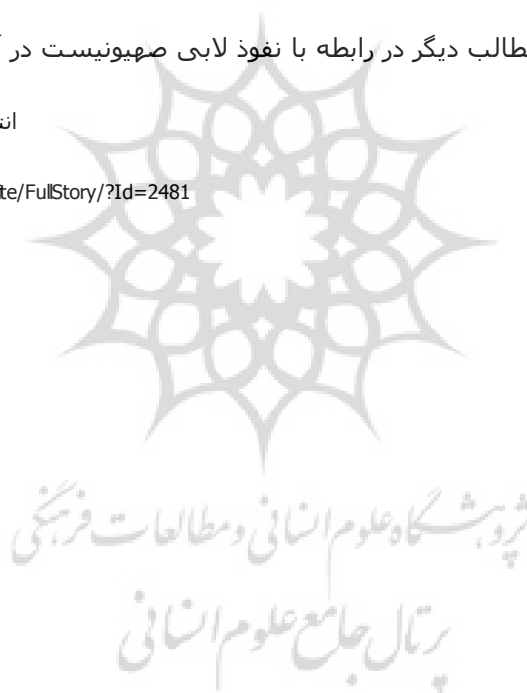 مطالب دیگر در رابطه با نفوذ لابی صهیونیست در
te/FullStory/?Id=2481
پژوهشگاه علوم انسانی و مطالعات فرهنگی
پرتال جامع علوم انسانی